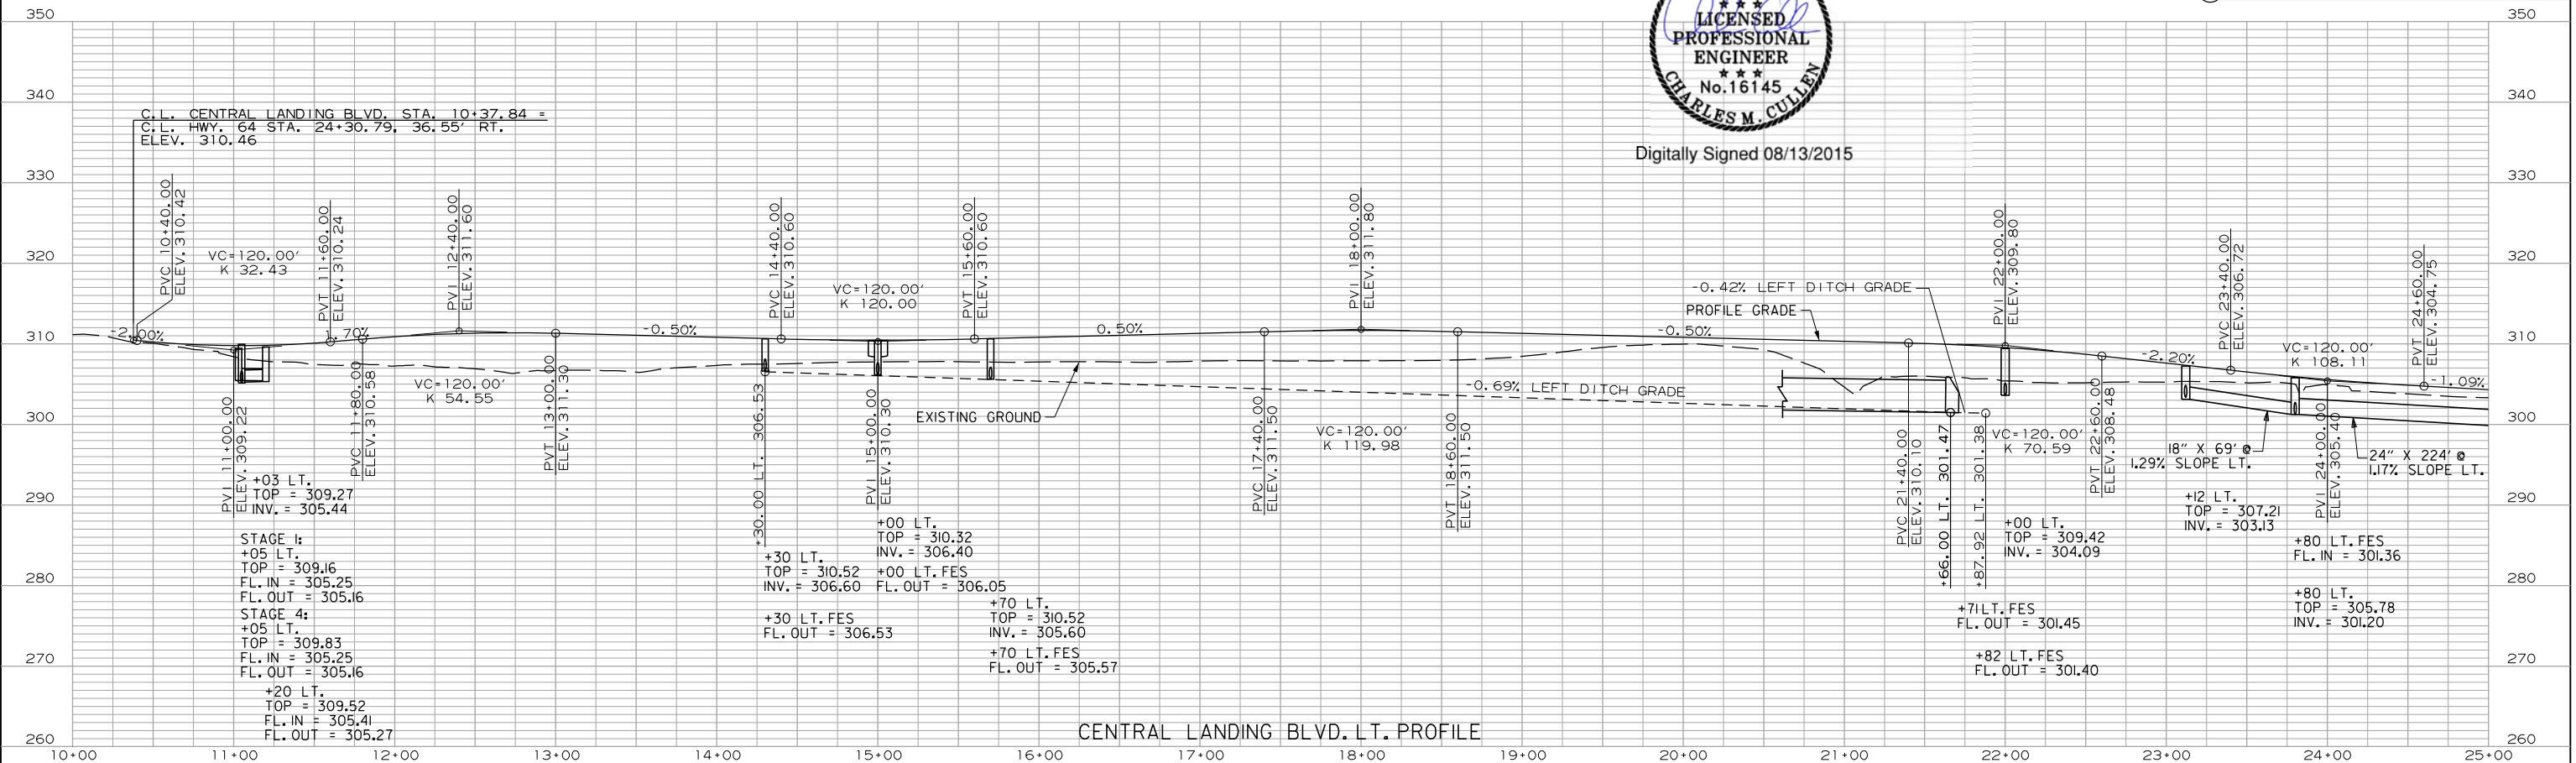 350
350
340
340
330
330
320
320
310
310
300
300
290
290
280
280
270
270
260
260
LICENSED
PROFESSIONAL
ENGINEER
No.16145
CHARLES M. CULLEN
Digitally Signed 08/13/2015
C.L. CENTRAL LANDING BLVD. STA. 10+37.84 =
C.L. HWY. 64 STA. 24+30.79, 36.55' RT.
ELEV. 310.46
PVC 10+40.00
ELEV.310.42
VC=120.00'
K 32.43
PVT 11+60.00
ELEV.310.24
PVI 12+40.00
ELEV.311.60
PVC 14+40.00
ELEV.310.60
VC=120.00'
K 120.00
PVT 15+60.00
ELEV.310.60
PVI 18+00.00
ELEV.311.80
-0.42% LEFT DITCH GRADE
PROFILE GRADE
PVI 22+00.00
ELEV.309.80
PVC 23+40.00
ELEV.306.72
VC=120.00'
K 108.11
PVT 24+60.00
ELEV.304.75
-2.00%
1.70%
-0.50%
0.50%
-0.50%
-2.20%
-1.09%
PVI 11+00.00
ELEV.309.22
PVC 11+80.00
ELEV.310.58
VC=120.00'
K 54.55
PVT 13+00.00
ELEV.311.30
+30.00 LT. 306.53
PVI 15+00.00
ELEV.310.30
EXISTING GROUND
-0.69% LEFT DITCH GRADE
PVC 17+40.00
ELEV.311.50
VC=120.00'
K 119.98
PVT 18+60.00
ELEV.311.50
PVC 21+40.00
ELEV.310.10
+66.00 LT. 301.47
+87.92 LT. 301.38
VC=120.00'
K 70.59
PVT 22+60.00
ELEV.308.48
18" X 69' @
1.29% SLOPE LT.
PVI 24+00.00
ELEV.305.40
24" X 224' @
1.17% SLOPE LT.
+03 LT.
TOP = 309.27
INV. = 305.44
STAGE 1:
+05 LT.
TOP = 309.16
FL. IN = 305.25
FL. OUT = 305.16
STAGE 4:
+05 LT.
TOP = 309.83
FL. IN = 305.25
FL. OUT = 305.16
+20 LT.
TOP = 309.52
FL. IN = 305.41
FL. OUT = 305.27
+30 LT.
TOP = 310.52
INV. = 306.60
+30 LT. FES
FL. OUT = 306.53
+00 LT.
TOP = 310.32
INV. = 306.40
+00 LT. FES
FL. OUT = 306.05
+70 LT.
TOP = 310.52
INV. = 305.60
+70 LT. FES
FL. OUT = 305.57
+71 LT. FES
FL. OUT = 301.45
+82 LT. FES
FL. OUT = 301.40
+00 LT.
TOP = 309.42
INV. = 304.09
+12 LT.
TOP = 307.21
INV. = 303.13
+80 LT. FES
FL. IN = 301.36
+80 LT.
TOP = 305.78
INV. = 301.20
CENTRAL LANDING BLVD. LT. PROFILE
10+00
11+00
12+00
13+00
14+00
15+00
16+00
17+00
18+00
19+00
20+00
21+00
22+00
23+00
24+00
25+00